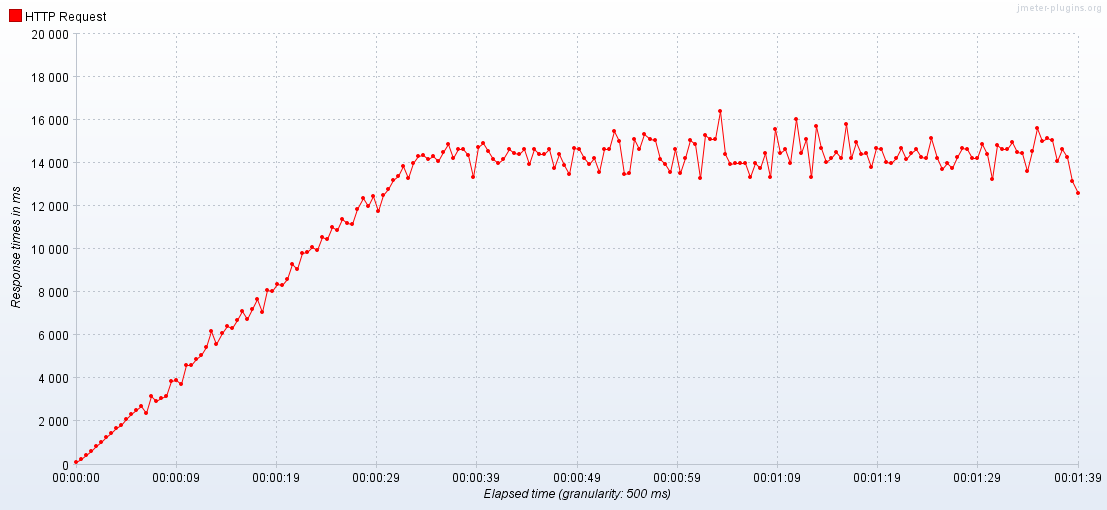 jmeter-plugins.org
HTTP Request
20 000
18 000
16 000
14 000
12 000
10 000
8 000
6 000
4 000
2 000
0
Response times in ms
00:00:00 00:00:09 00:00:19 00:00:29 00:00:39 00:00:49 00:00:59 00:01:09 00:01:19 00:01:29 00:01:39
Elapsed time (granularity: 500 ms)